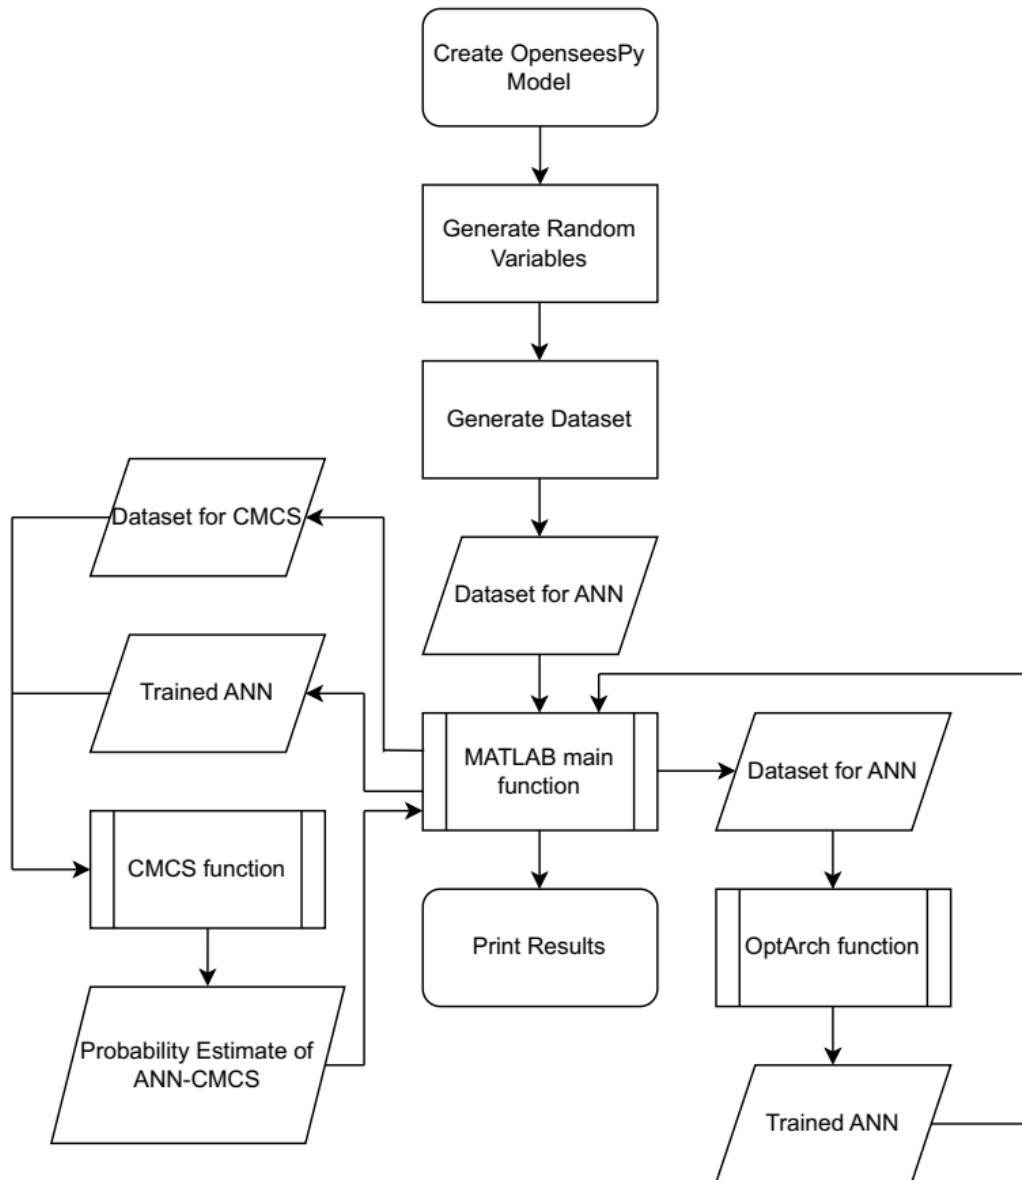 Create OpenseesPy
Model
Generate Random
Variables
Generate Dataset
Dataset for CMCS
Dataset for ANN
Trained ANN
MATLAB main
function
Dataset for ANN
CMCS function
Print Results
OptArch function
Probability Estimate of
ANN-CMCS
Trained ANN